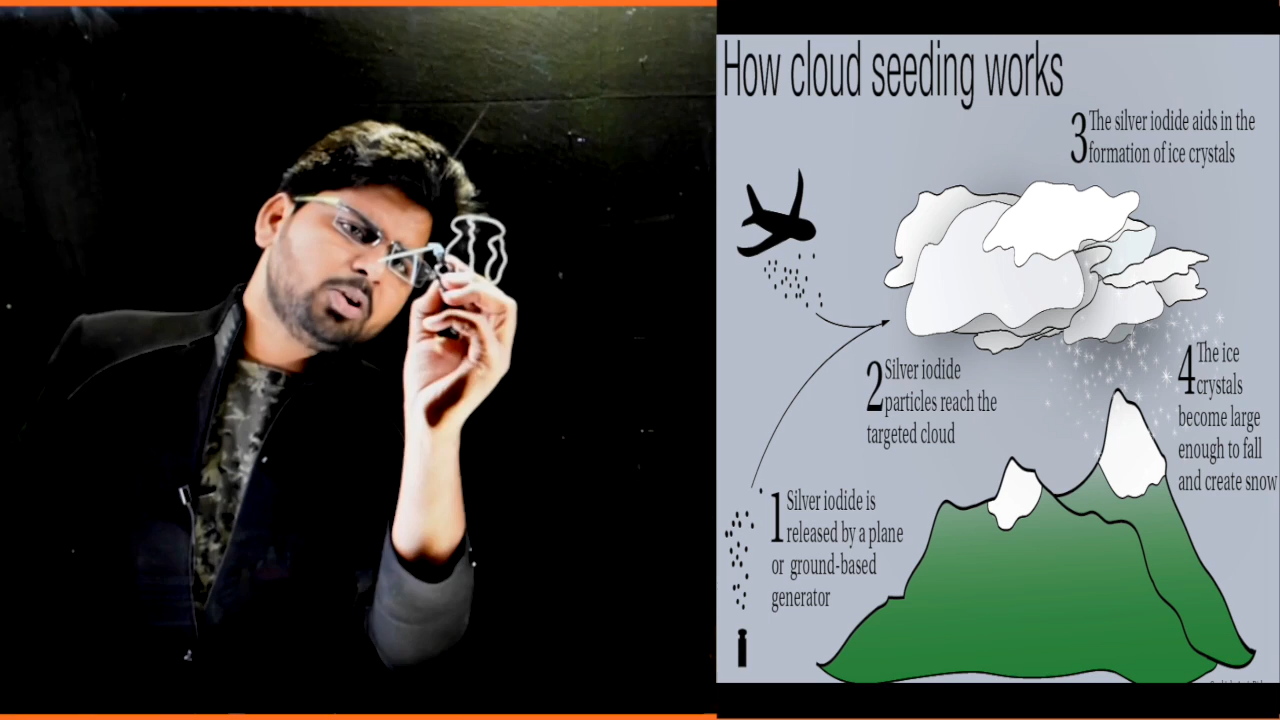 How cloud seeding works
3 The silver iodide aids in the
formation of ice crystals
2 Silver iodide
particles reach the
targeted cloud
4 The ice
crystals
become large
enough to fall
and create snow
1 Silver iodide is
released by a plane
or ground-based
generator